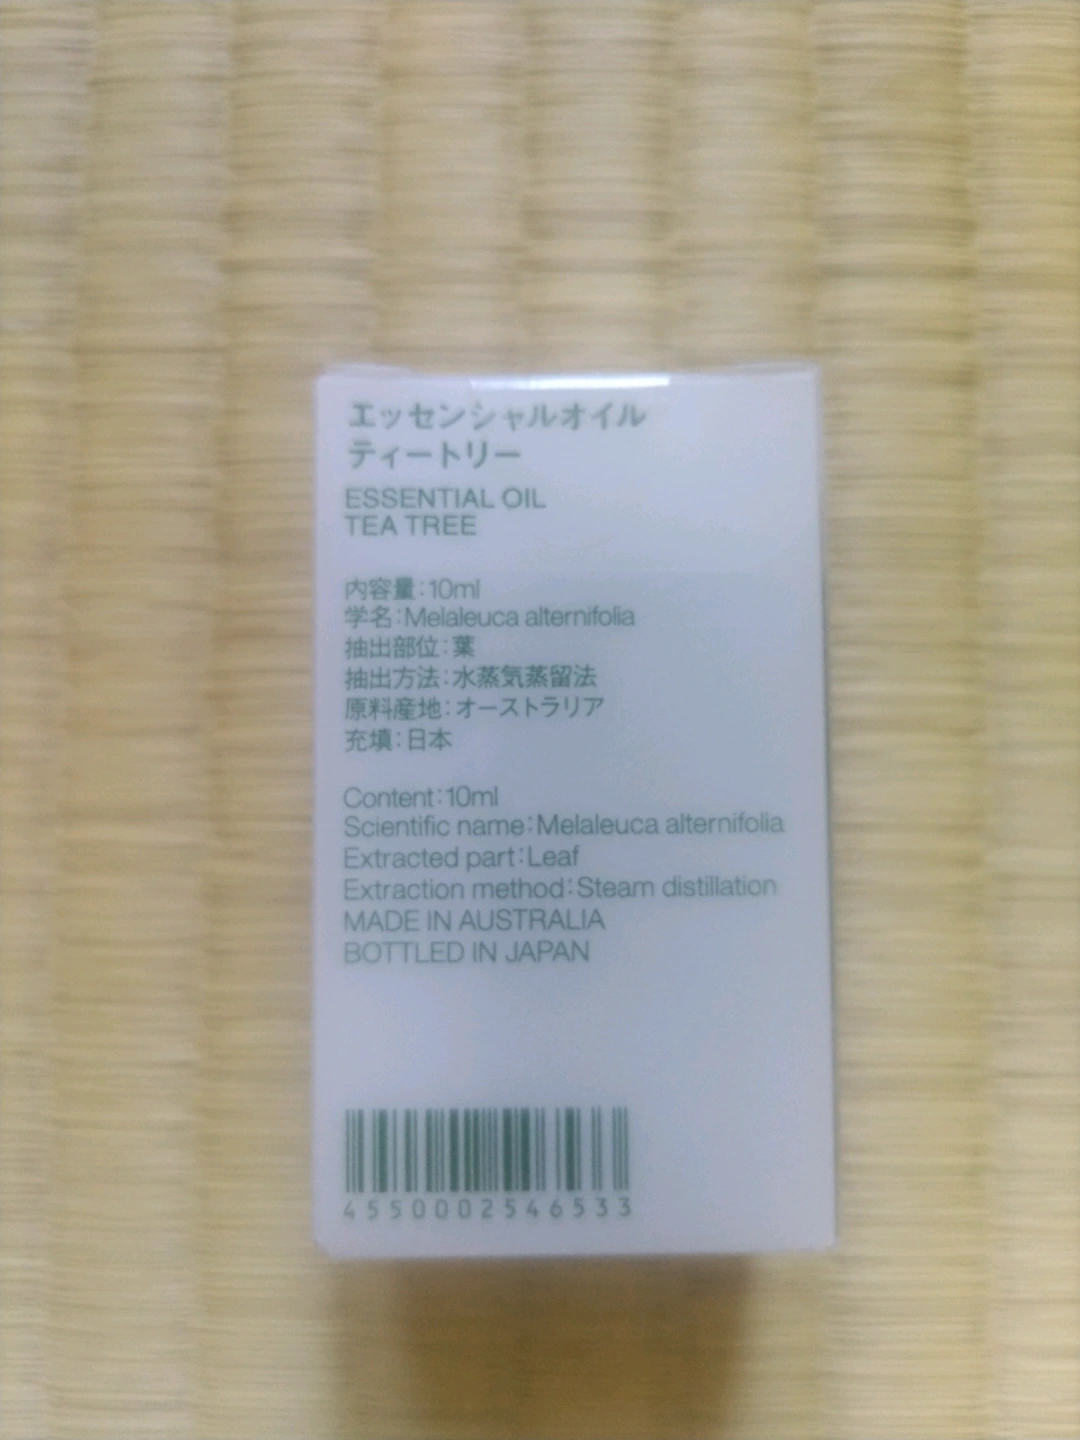 エッセンシャルオイル
ティートリー
ESSENTIAL OIL
TEA TREE
内容量:10ml
学名:Melaleuca alternifolia
抽出部位:葉
抽出方法:水蒸気蒸留法
原料産地:オーストラリア
充填:日本
Content:10ml
Scientific name:Melaleuca alternifolia
Extracted part:Leaf
Extraction method:Steam distillation
MADE IN AUSTRALIA
BOTTLED IN JAPAN
4550002546533